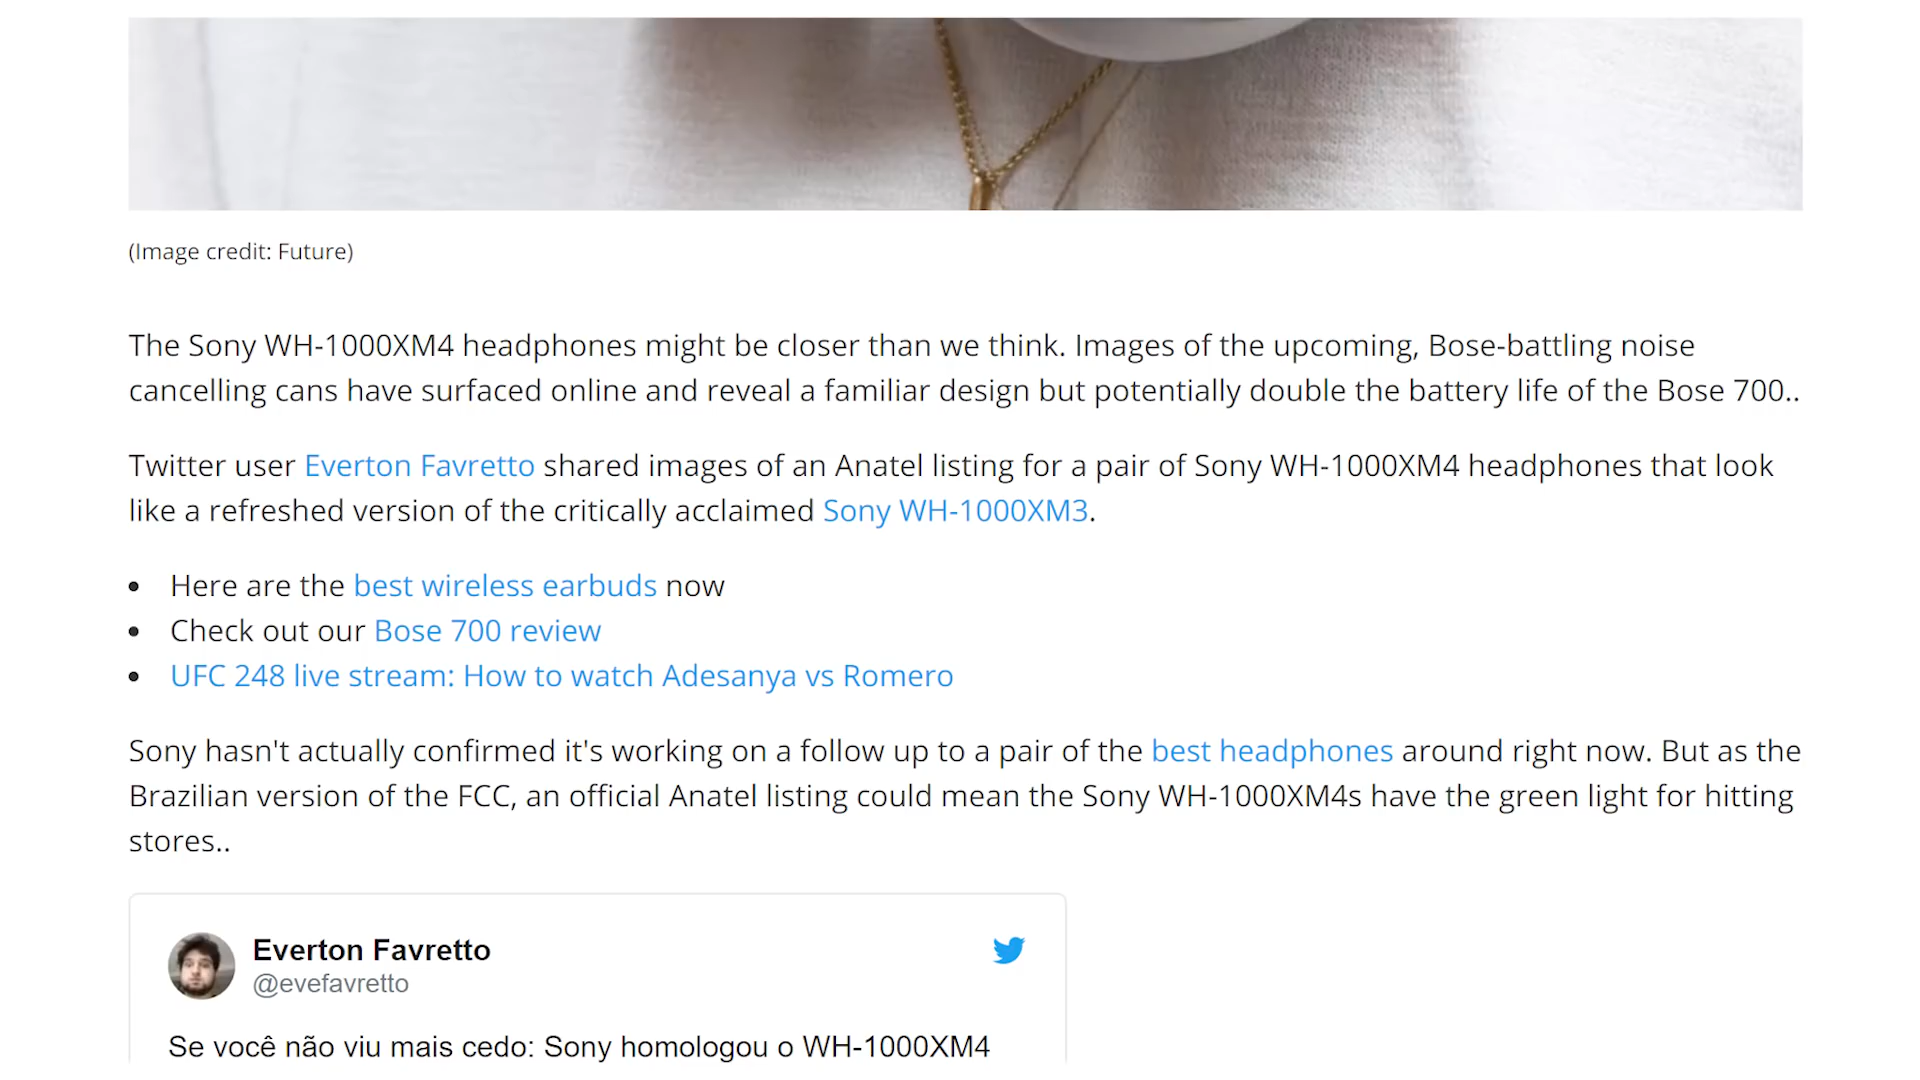 (Image credit: Future)
The Sony WH-1000XM4 headphones might be closer than we think. Images of the upcoming, Bose-battling noise
cancelling cans have surfaced online and reveal a familiar design but potentially double the battery life of the Bose 700..
Twitter user Everton Favretto shared images of an Anatel listing for a pair of Sony WH-1000XM4 headphones that look
like a refreshed version of the critically acclaimed Sony WH-1000XM3.
• Here are the best wireless earbuds now
• Check out our Bose 700 review
• UFC 248 live stream: How to watch Adesanya vs Romero
Sony hasn't actually confirmed it's working on a follow up to a pair of the best headphones around right now. But as the
Brazilian version of the FCC, an official Anatel listing could mean the Sony WH-1000XM4s have the green light for hitting
stores..
Everton Favretto
@evefavretto
Se você não viu mais cedo: Sony homologou o WH-1000XM4